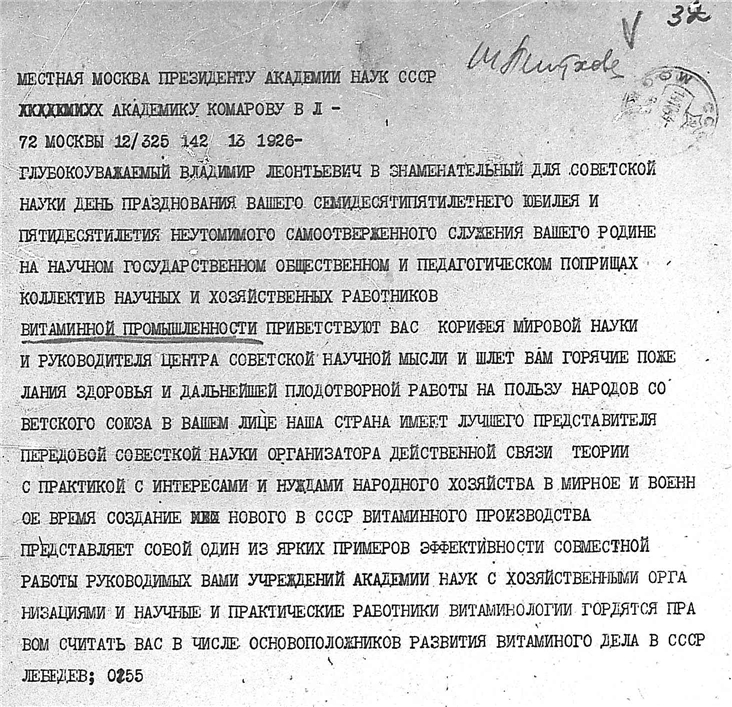 32
МЕСТНАЯ МОСКВА ПРЕЗИДЕНТУ АКАДЕМИИ НАУК СССР
АКАДЕМИКУ КОМАРОВУ В Л -
72 МОСКВЫ 12/325 142 13 1926-
ГЛУБОКОУВАЖАЕМЫЙ ВЛАДИМИР ЛЕОНТЬЕВИЧ В ЗНАМЕНАТЕЛЬНЫЙ ДЛЯ .СОВЕТСКОЙ
НАУКИ ДЕНЬ ПРАЗДНОВАНИЯ ВАШЕГО СЕМИДЕСЯТИПЯТИЛЕТНЕГО ЮБИЛЕЯ И
ПЯТИДЕСЯТИЛЕТИЯ НЕУТОМИМОГО САМООТВЕРЖЕННОГО СЛУЖЕНИЯ ВАШЕГО РОДИНЕ
НА НАУЧНОМ ГОСУДАРСТВЕННОМ ОБЩЕСТВЕННОМ И ПЕДАГОГИЧЕСКОМ ПОПРИЩАХ
КОЛЛЕКТИВ НАУЧНЫХ И ХОЗЯЙСТВЕННЫХ РАБОТНИКОВ
ВИТАМИННОЙ ПРОМЫШЛЕННОСТИ ПРИВЕТСТВУЮТ ВАС КОРИФЕЯ МИРОВОЙ НАУКИ
И РУКОВОДИТЕЛЯ ЦЕНТРА СОВЕТСКОЙ НАУЧНОЙ МЫСЛИ И ШЛЕТ ВАМ ГОРЯЧИЕ ПОЖЕ
ЛАНИЯ ЗДОРОВЬЯ И ДАЛЬНЕЙШЕЙ ПЛОДОТВОРНОЙ РАБОТЫ НА ПОЛЬЗУ НАРОДОВ СО
ВЕТСКОГО СОЮЗА В ВАШЕМ ЛИЦЕ НАША СТРАНА ИМЕЕТ ЛУЧШЕГО ПРЕДСТАВИТЕЛЯ
ПЕРЕДОВОЙ СОВЕСТКОЙ НАУКИ ОРГАНИЗАТОРА ДЕЙСТВЕННОЙ СВЯЗИ ТЕОРИИ
С ПРАКТИКОЙ С ИНТЕРЕСАМИ И НУЖДАМИ НАРОДНОГО ХОЗЯЙСТВА В МИРНОЕ И ВОЕНН
ОЕ ВРЕМЯ СОЗДАНИЕ НОВОГО В СССР ВИТАМИННОГО ПРОИЗВОДСТВА
ПРЕДСТАВЛЯЕТ СОБОЙ ОДИН ИЗ ЯРКИХ ПРИМЕРОВ ЭФФЕКТИВНОСТИ СОВМЕСТНОЙ
РАБОТЫ РУКОВОДИМЫХ ВАМИ УЧРЕЖДЕНИЙ АКАДЕМИИ НАУК С ХОЗЯЙСТВЕННЫМИ ОРГА
НИЗАЦИЯМИ И НАУЧНЫЕ И ПРАКТИЧЕСКИЕ РАБОТНИКИ ВИТАМИНОЛОГИИ ГОРДЯТСЯ ПРА
ВОМ СЧИТАТЬ ВАС В ЧИСЛЕ ОСНОВОПОЛОЖНИКОВ РАЗВИТИЯ ВИТАМИНОГО ДЕЛА В СССР
ЛЕБЕДЕВ; 0255